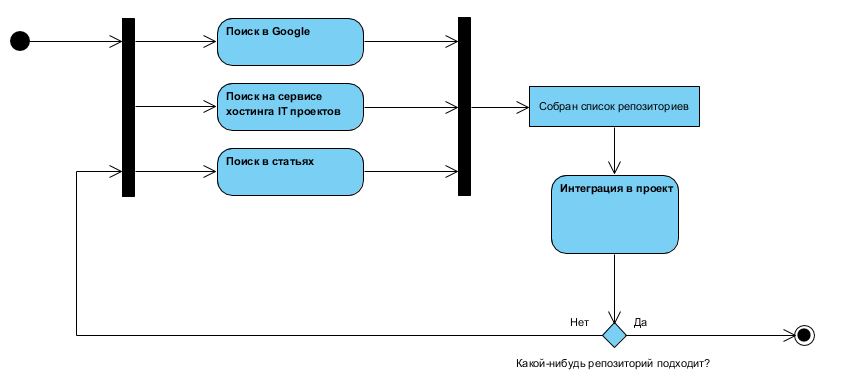 Поиск в Google
Поиск на сервисе
хостинга IT проектов
Собран список репозиториев
Поиск в статьях
Интеграция в проект
Нет
Да
Какой-нибудь репозиторий подходит?